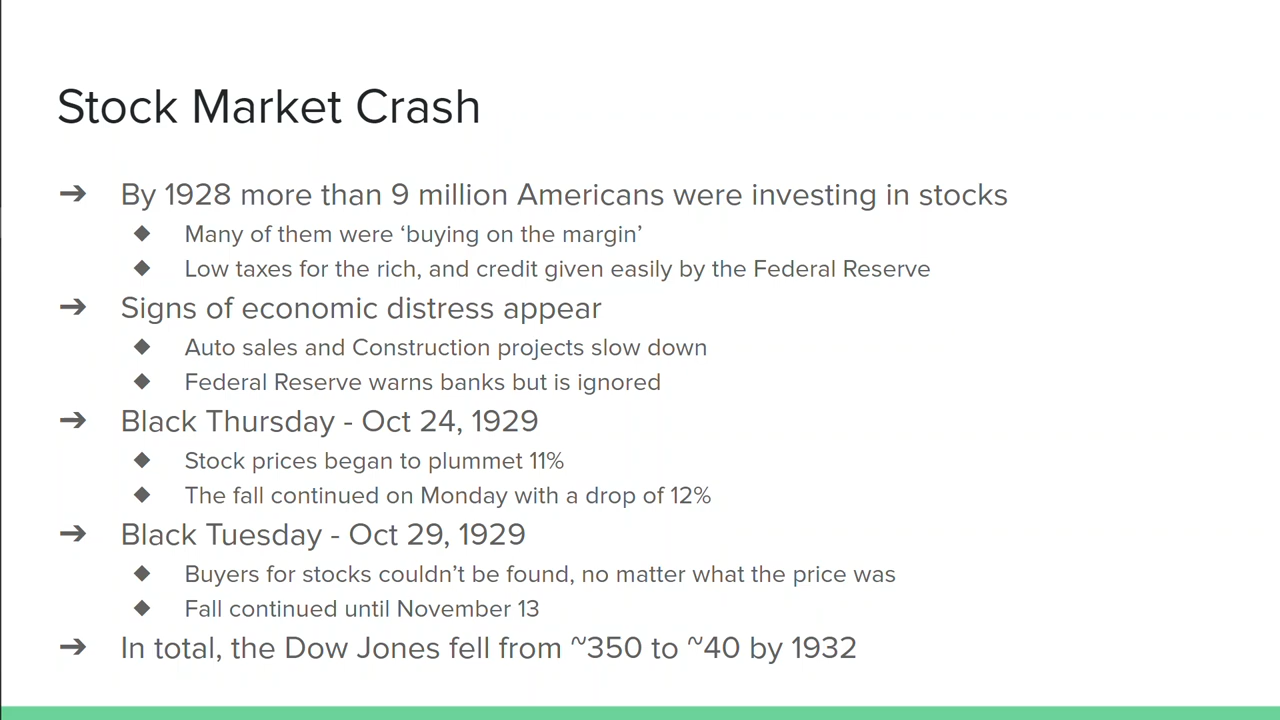 Stock Market Crash
➔ By 1928 more than 9 million Americans were investing in stocks
◆ Many of them were ‘buying on the margin’
◆ Low taxes for the rich, and credit given easily by the Federal Reserve
➔ Signs of economic distress appear
◆ Auto sales and Construction projects slow down
◆ Federal Reserve warns banks but is ignored
➔ Black Thursday - Oct 24, 1929
◆ Stock prices began to plummet 11%
◆ The fall continued on Monday with a drop of 12%
➔ Black Tuesday - Oct 29, 1929
◆ Buyers for stocks couldn’t be found, no matter what the price was
◆ Fall continued until November 13
➔ In total, the Dow Jones fell from ~350 to ~40 by 1932